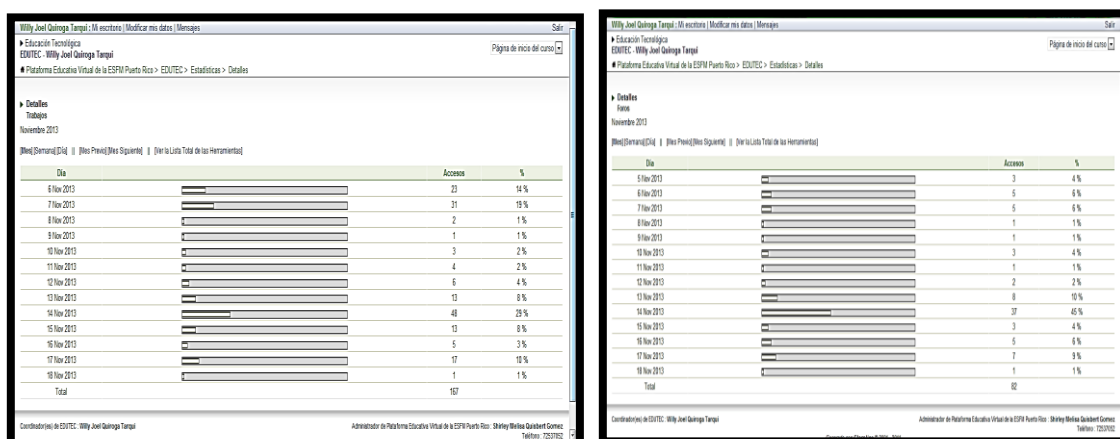 Willy Joel Quiroga Tarqui : Mi escritorio | Modificar mis datos | Mensajes Salir
Educación Tecnológica
EDUTEC - Willy Joel Quiroga Tarqui
Página de inicio del curso
Plataforma Educativa Virtual de la ESFM Puerto Rico > EDUTEC > Estadísticas > Detalles
Detalles
Trabajos
Noviembre 2013
[Mes][Semana][Día] || [Mes Previo][Mes Siguiente] || [Ver la Lista Total de las Herramientas]
Día Accesos %
6 Nov 2013 23 14 %
7 Nov 2013 31 19 %
8 Nov 2013 2 1 %
9 Nov 2013 1 1 %
10 Nov 2013 3 2 %
11 Nov 2013 4 2 %
12 Nov 2013 6 4 %
13 Nov 2013 13 8 %
14 Nov 2013 48 29 %
15 Nov 2013 13 8 %
16 Nov 2013 5 3 %
17 Nov 2013 17 10 %
18 Nov 2013 1 1 %
Total 167
Coordinador(es) de EDUTEC : Willy Joel Quiroga Tarqui
Administrador de Plataforma Educativa Virtual de la ESFM Puerto Rico : Shirley Melisa Quisbert Gomez
Teléfono : 72537052
Willy Joel Quiroga Tarqui : Mi escritorio | Modificar mis datos | Mensajes Salir
Educación Tecnológica
EDUTEC - Willy Joel Quiroga Tarqui
Página de inicio del curso
Plataforma Educativa Virtual de la ESFM Puerto Rico > EDUTEC > Estadísticas > Detalles
Detalles
Foros
Noviembre 2013
[Mes][Semana][Día] || [Mes Previo][Mes Siguiente] || [Ver la Lista Total de las Herramientas]
Día Accesos %
5 Nov 2013 3 4 %
6 Nov 2013 5 6 %
7 Nov 2013 5 6 %
8 Nov 2013 1 1 %
9 Nov 2013 1 1 %
10 Nov 2013 3 4 %
11 Nov 2013 1 1 %
12 Nov 2013 2 2 %
13 Nov 2013 8 10 %
14 Nov 2013 37 45 %
15 Nov 2013 3 4 %
16 Nov 2013 5 6 %
17 Nov 2013 7 9 %
18 Nov 2013 1 1 %
Total 82
Coordinador(es) de EDUTEC : Willy Joel Quiroga Tarqui
Administrador de Plataforma Educativa Virtual de la ESFM Puerto Rico : Shirley Melisa Quisbert Gomez
Teléfono : 72537052